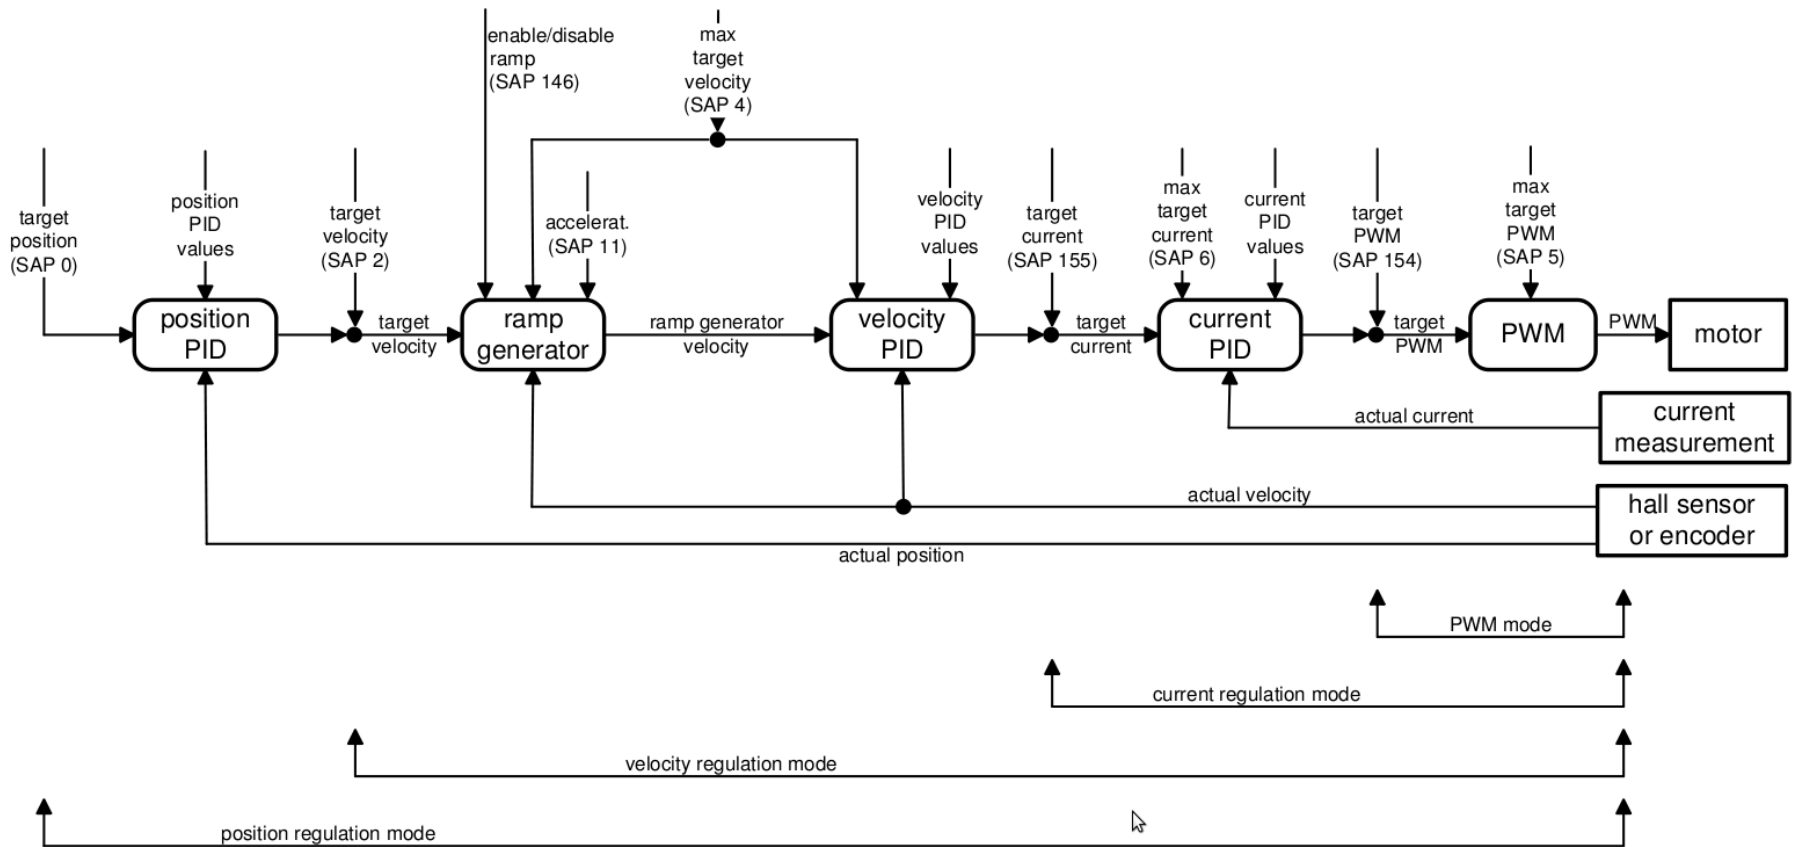 enable/disable
ramp
(SAP 146)
max
target
velocity
(SAP 4)
target
position
(SAP 0)
position
PID
values
target
velocity
(SAP 2)
accelerat.
(SAP 11)
velocity
PID
values
target
current
(SAP 155)
max
target
current
(SAP 6)
current
PID
values
target
PWM
(SAP 154)
max
target
PWM
(SAP 5)
position
PID
target
velocity
ramp
generator
ramp generator
velocity
velocity
PID
target
current
current
PID
target
PWM
PWM
PWM
motor
actual current
current
measurement
actual velocity
hall sensor
or encoder
actual position
PWM mode
current regulation mode
velocity regulation mode
position regulation mode